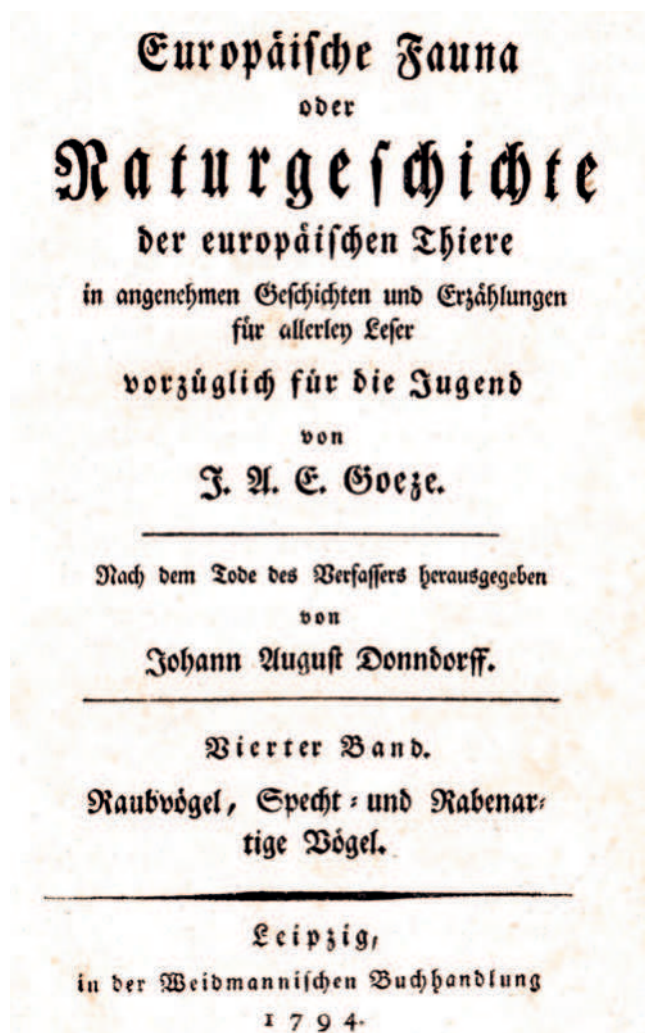 Europäische Fauna
oder
Naturgeschichte
der europäischen Thiere
in angenehmen Geschichten und Erzählungen
für allerley Leser
vorzüglich für die Jugend
von
J. A. E. Goeze.
Nach dem Tode des Verfassers herausgegeben
von
Johann August Donndorff.
Vierter Band.
Raubvögel, Specht- und Rabenar-
tige Vögel.
Leipzig,
in der Weidmannischen Buchhandlung
1794.